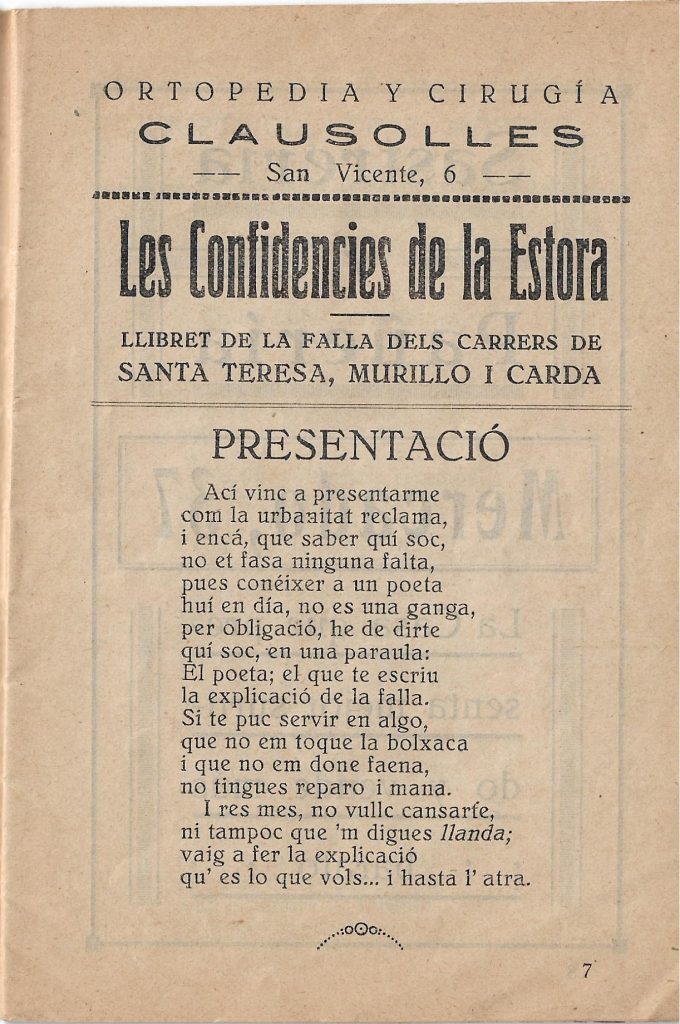 ORTOPEDIA Y CIRUGÍA
CLAUSOLLES
—— San Vicente, 6 ——
Les Confidencies de la Estora
LLIBRET DE LA FALLA DELS CARRERS DE
SANTA TERESA, MURILLO I CARDA
PRESENTACIÓ
Ací vinc a presentarme
com la urbanitat reclama,
i encá, que saber quí soc,
no et fasa ninguna falta,
pues conéixer a un poeta
huí en día, no es una ganga,
per obligació, he de dirte
quí soc, en una paraula:
El poeta; el que te escriu
la explicació de la falla.
Si te puc servir en algo,
que no em toque la bolxaca
i que no em done faena,
no tingues reparo i mana.
I res mes, no vullc cansarte,
ni tampoc que 'm digues llanda;
vaig a fer la explicació
qu' es lo que vols... i hasta l' atra.
7